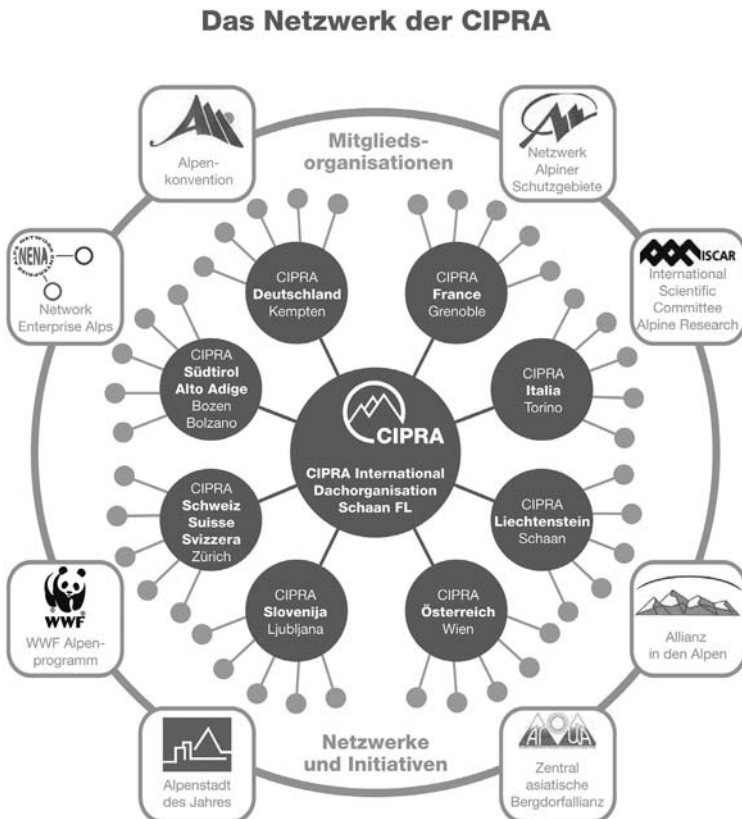 Das Netzwerk der CIPRA
Mitglieds-
organisationen
Alpen-
konvention
Netzwerk
Alpiner
Schutzgebiete
NENA
Network
Enterprise Alps
ISCAR
International
Scientific
Committee
Alpine Research
CIPRA
Deutschland
Kempten
CIPRA
France
Grenoble
CIPRA
Südtirol
Alto Adige
Bozen
Bolzano
CIPRA
Italia
Torino
CIPRA
CIPRA International
Dachorganisation
Schaan FL
CIPRA
Schweiz
Suisse
Svizzera
Zürich
CIPRA
Liechtenstein
Schaan
CIPRA
Slovenija
Ljubljana
CIPRA
Österreich
Wien
WWF
WWF Alpen-
programm
Allianz
in den Alpen
Alpenstadt
des Jahres
Netzwerke
und Initiativen
Zentral
asiatische
Bergdorfallianz